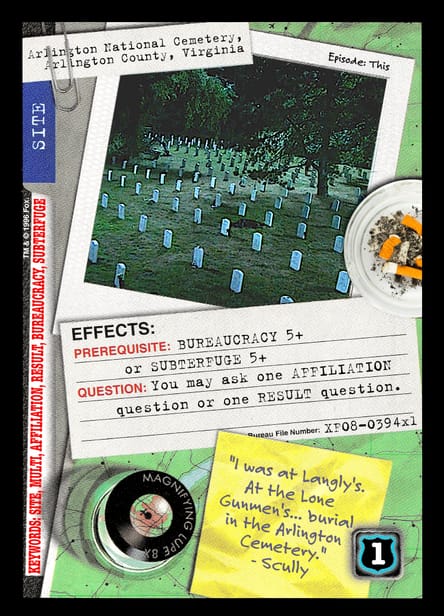 Arlington National Cemetery,
Arlington County, Virginia
Episode: This
SITE
TM & © 1996 Fox.
KEYWORDS: SITE, MULTI, AFFILIATION, RESULT, BUREAUCRACY, SUBTERFUGE
EFFECTS:
PREREQUISITE: BUREAUCRACY 5+
or SUBTERFUGE 5+
QUESTION: You may ask one AFFILIATION
question or one RESULT question.
Bureau File Number: XF08-0394x1
MAGNIFYING LUPE 8X
"I was at Langly's.
At the Lone
Gunmen's... burial
in the Arlington
Cemetery."
- Scully
1